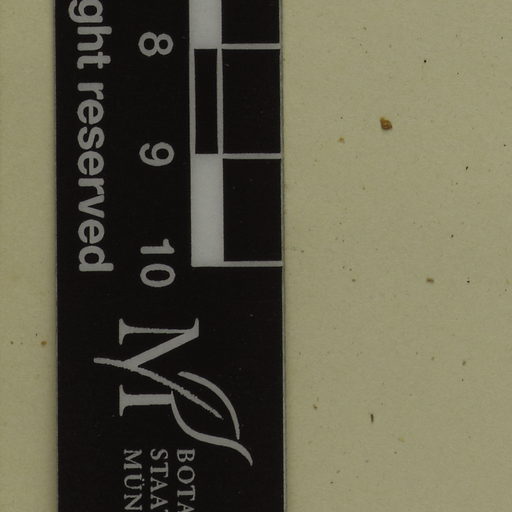 ght reserved
8
9
10
M
BOTA
STAA
MÜN